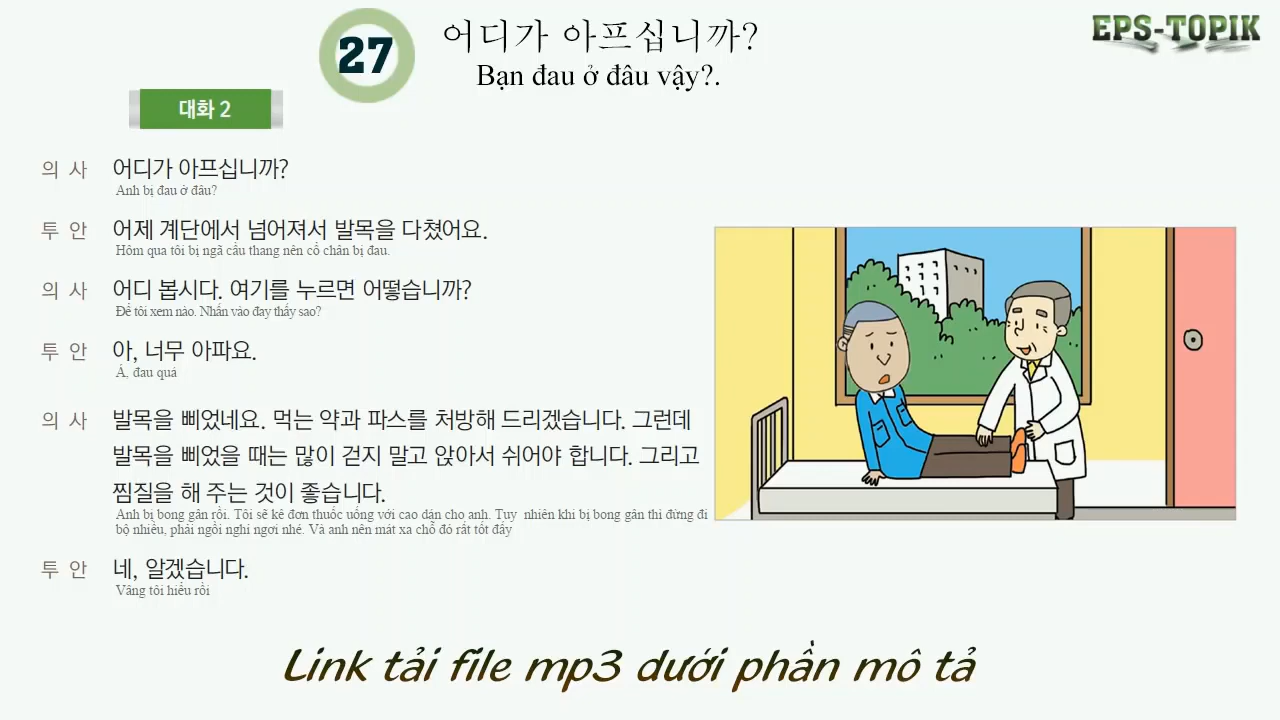 27
어디가 아프십니까?
Bạn đau ở đâu vậy?.
EPS-TOPIK
대화 2
의 사 어디가 아프십니까?
Anh bị đau ở đâu?
투 안 어제 계단에서 넘어져서 발목을 다쳤어요.
Hôm qua tôi bị ngã cầu thang nên cổ chân bị đau.
의 사 어디 봅시다. 여기를 누르면 어떻습니까?
Để tôi xem nào. Nhấn vào đay thấy sao?
투 안 아, 너무 아파요.
Á, đau quá
의 사 발목을 삐었네요. 먹는 약과 파스를 처방해 드리겠습니다. 그런데
발목을 삐었을 때는 많이 걷지 말고 앉아서 쉬어야 합니다. 그리고
찜질을 해 주는 것이 좋습니다.
Anh bị bong gân rồi. Tôi sẽ kê đơn thuốc uống với cao dán cho anh. Tuy nhiên khi bị bong gân thì đừng đi
bộ nhiều, phải ngồi nghỉ ngơi nhé. Và anh nên mát xa chỗ đó rất tốt đấy
투 안 네, 알겠습니다.
Vâng tôi hiểu rồi
Link tải file mp3 dưới phần mô tả